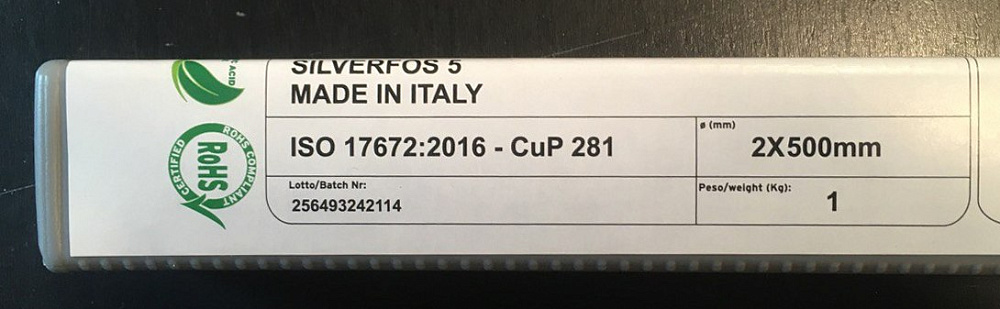 SILVERFOS 5
MADE IN ITALY
ISO 17672:2016 - CuP 281
ø (mm)
2X500mm
Lotto/Batch Nr:
256493242114
Peso/weight (Kg):
1
ACID
ROHS COMPLIANT
CERTIFIED
RoHS